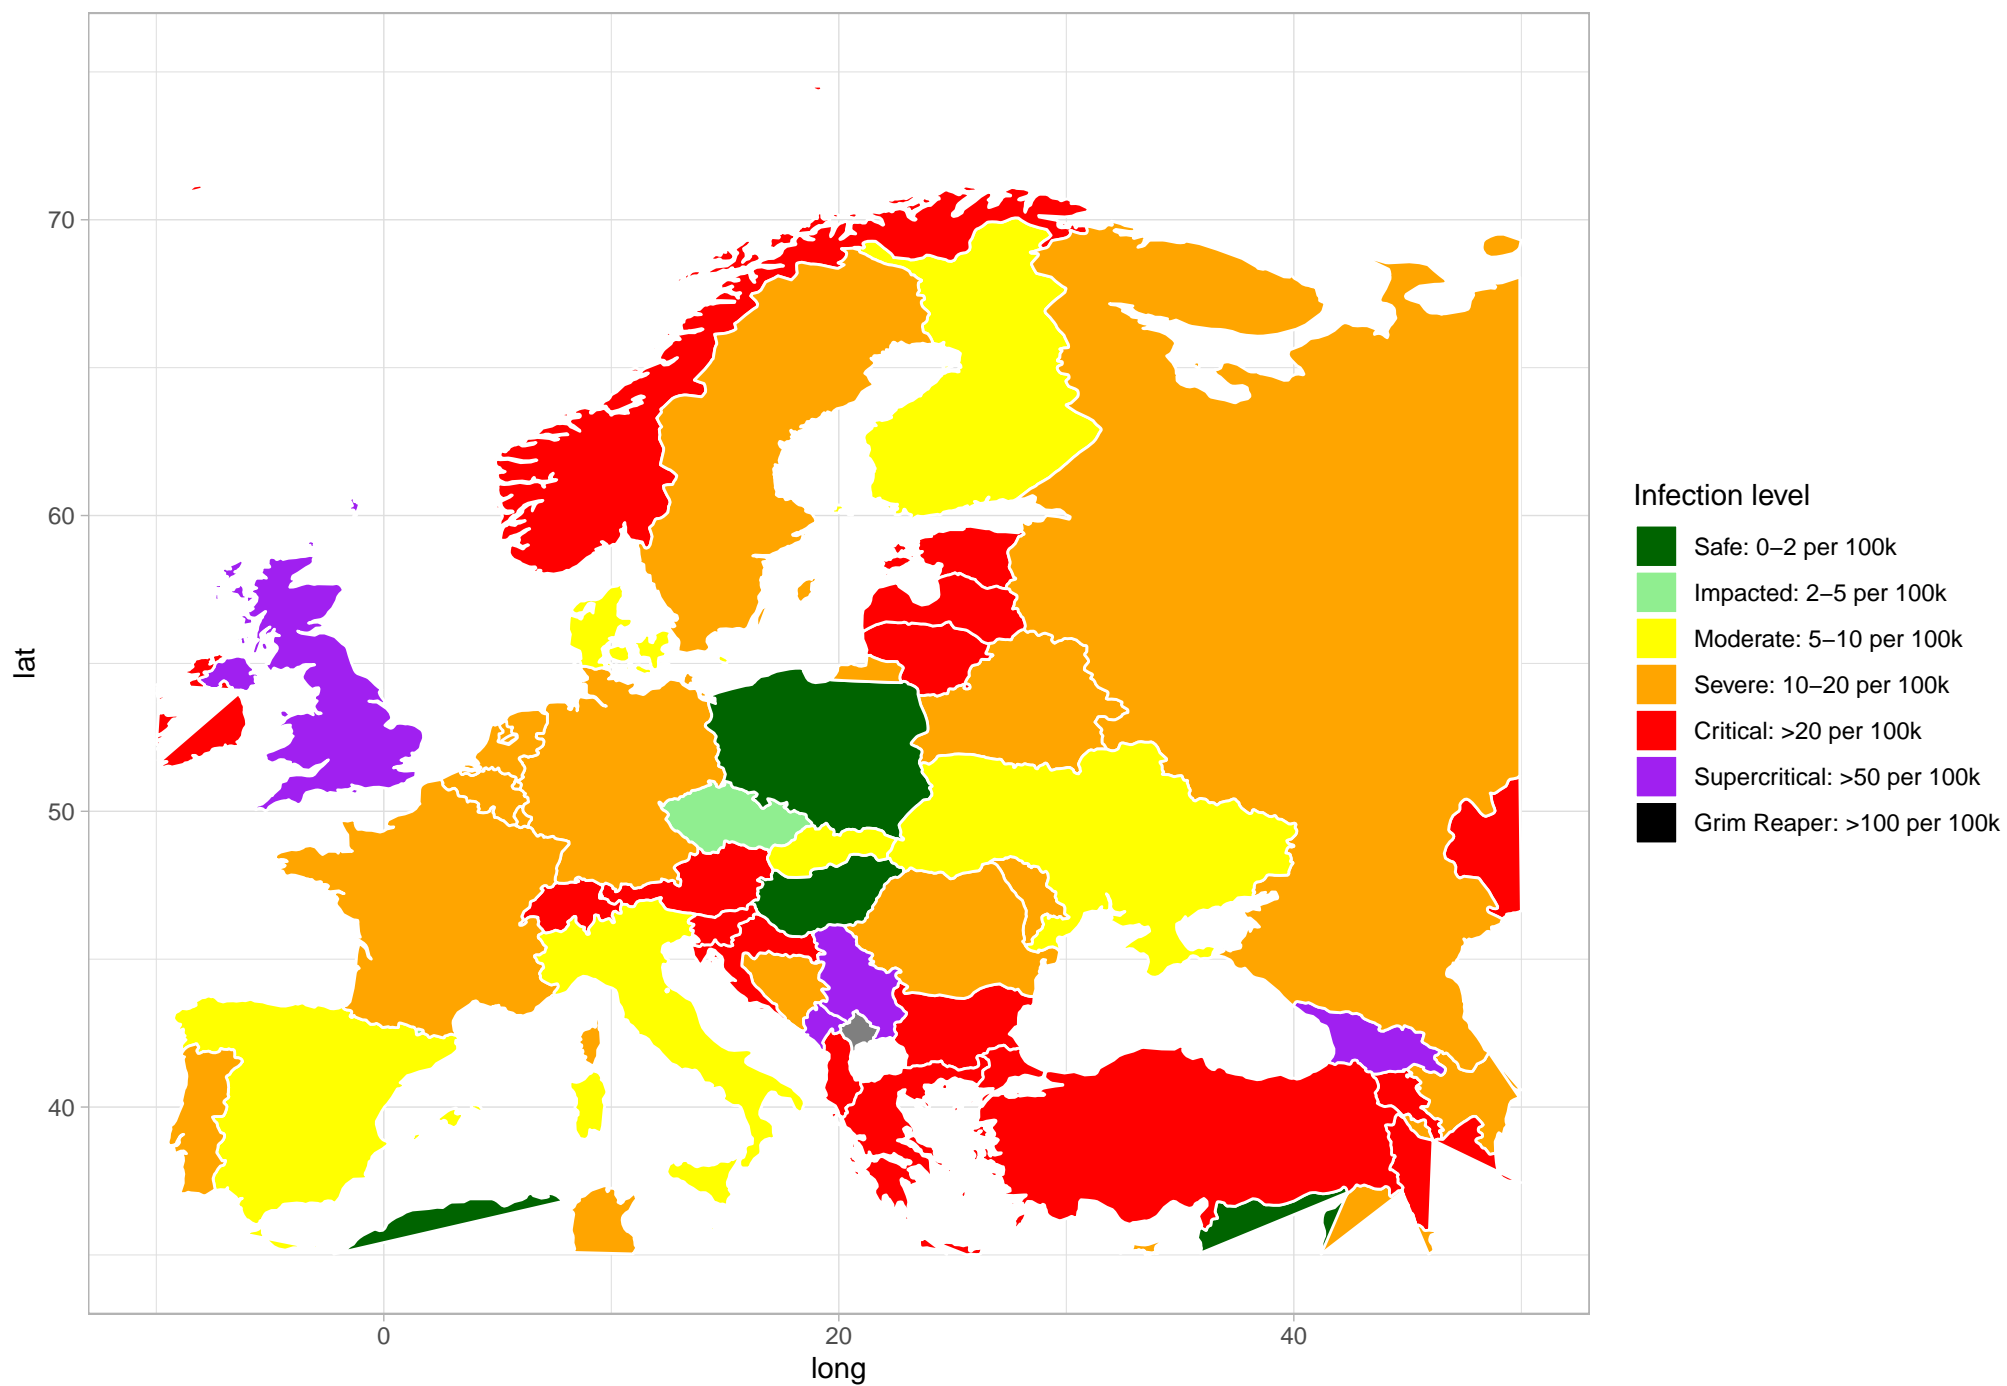 70
60
50
40
lat
0
20
40
long
Infection level
Safe: 0−2 per 100k
Impacted: 2−5 per 100k
Moderate: 5−10 per 100k
Severe: 10−20 per 100k
Critical: >20 per 100k
Supercritical: >50 per 100k
Grim Reaper: >100 per 100k